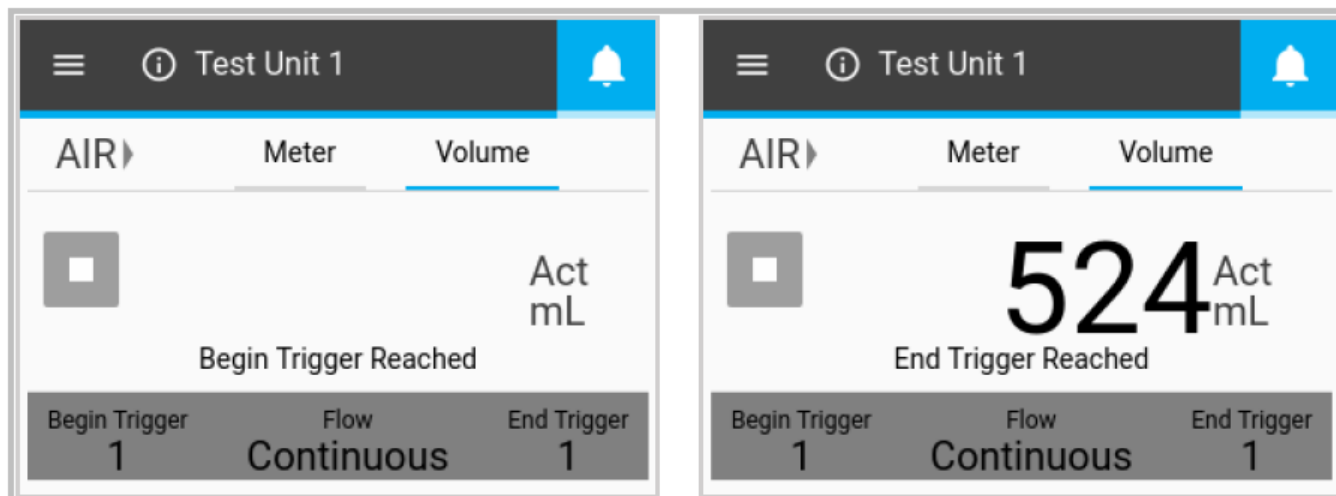 Test Unit 1
AIR Meter Volume
Act
mL
Begin Trigger Reached
Begin Trigger Flow End Trigger
1 Continuous 1
Test Unit 1
AIR Meter Volume
524 Act
mL
End Trigger Reached
Begin Trigger Flow End Trigger
1 Continuous 1